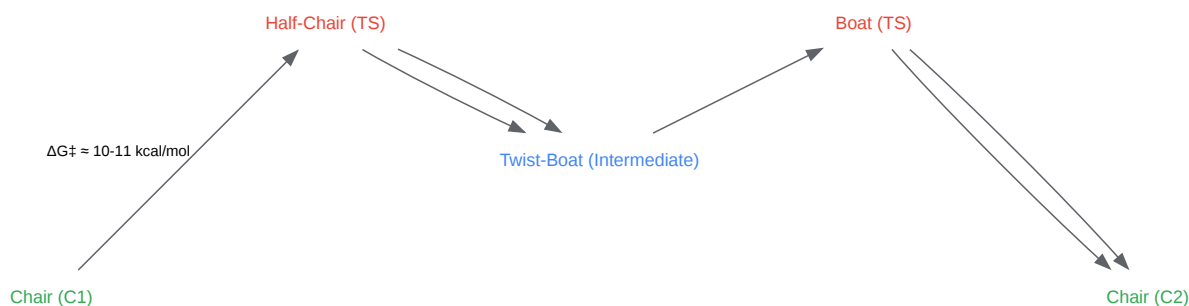 Half-Chair (TS)
Boat (TS)
ΔG‡ ≈ 10-11 kcal/mol
Twist-Boat (Intermediate)
Chair (C1)
Chair (C2)